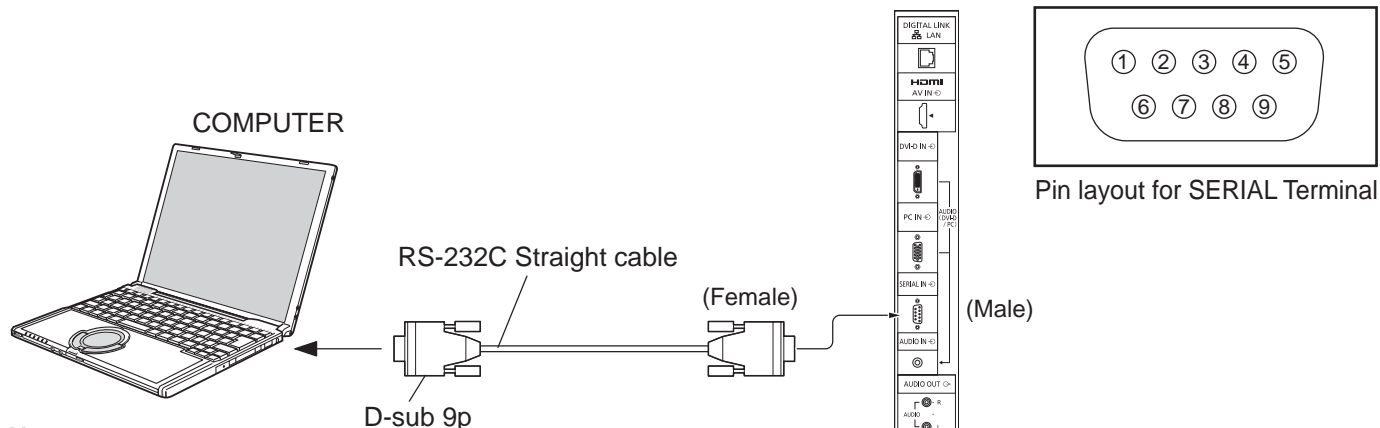 COMPUTER
RS-232C Straight cable
(Female)
D-sub 9p
DIGITAL LINK
LAN
HDMI
AV IN
DVI-D IN
PC IN
AUDIO
(DVI-D
/ PC)
SERIAL IN
(Male)
AUDIO IN
AUDIO OUT
R
AUDIO
L
1 2 3 4 5
6 7 8 9
Pin layout for SERIAL Terminal